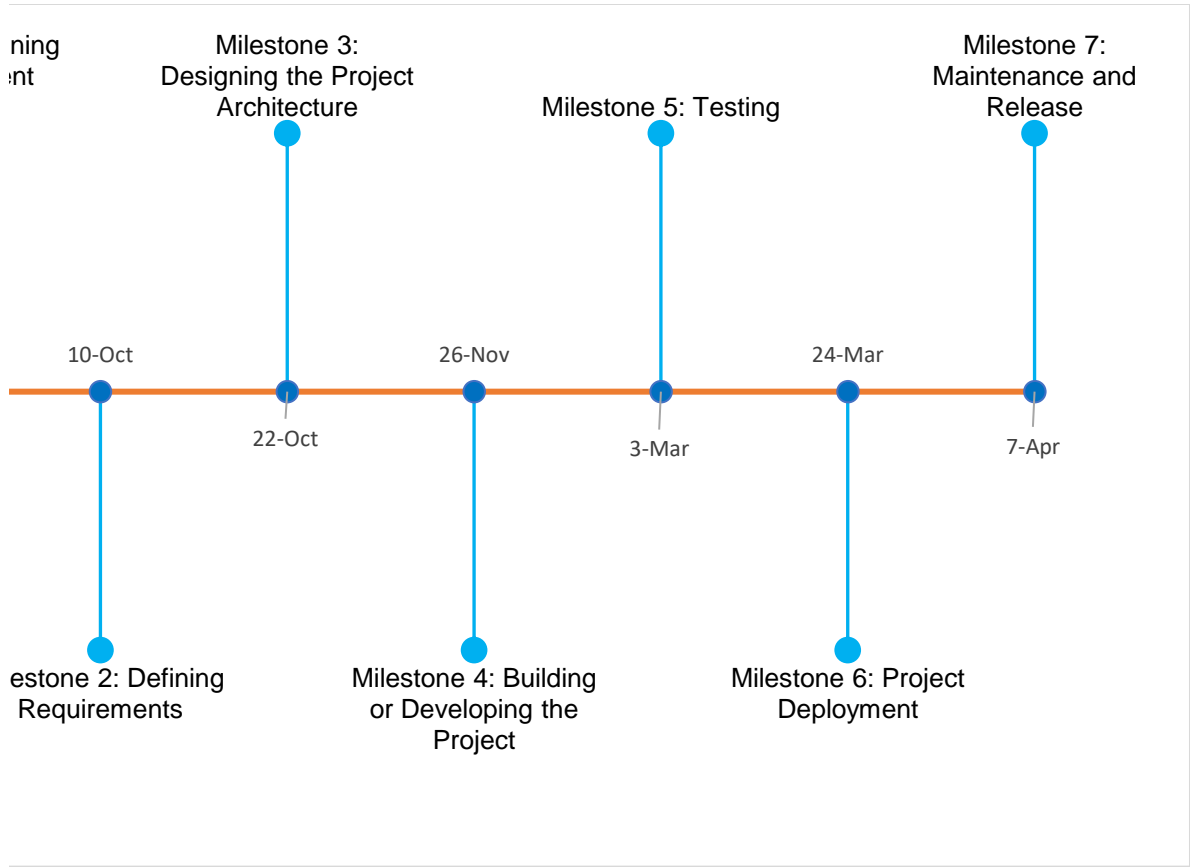 ning
ent
Milestone 3:
Designing the Project
Architecture
Milestone 5: Testing
Milestone 7:
Maintenance and
Release
10-Oct
26-Nov
24-Mar
22-Oct
3-Mar
7-Apr
estone 2: Defining
Requirements
Milestone 4: Building
or Developing the
Project
Milestone 6: Project
Deployment